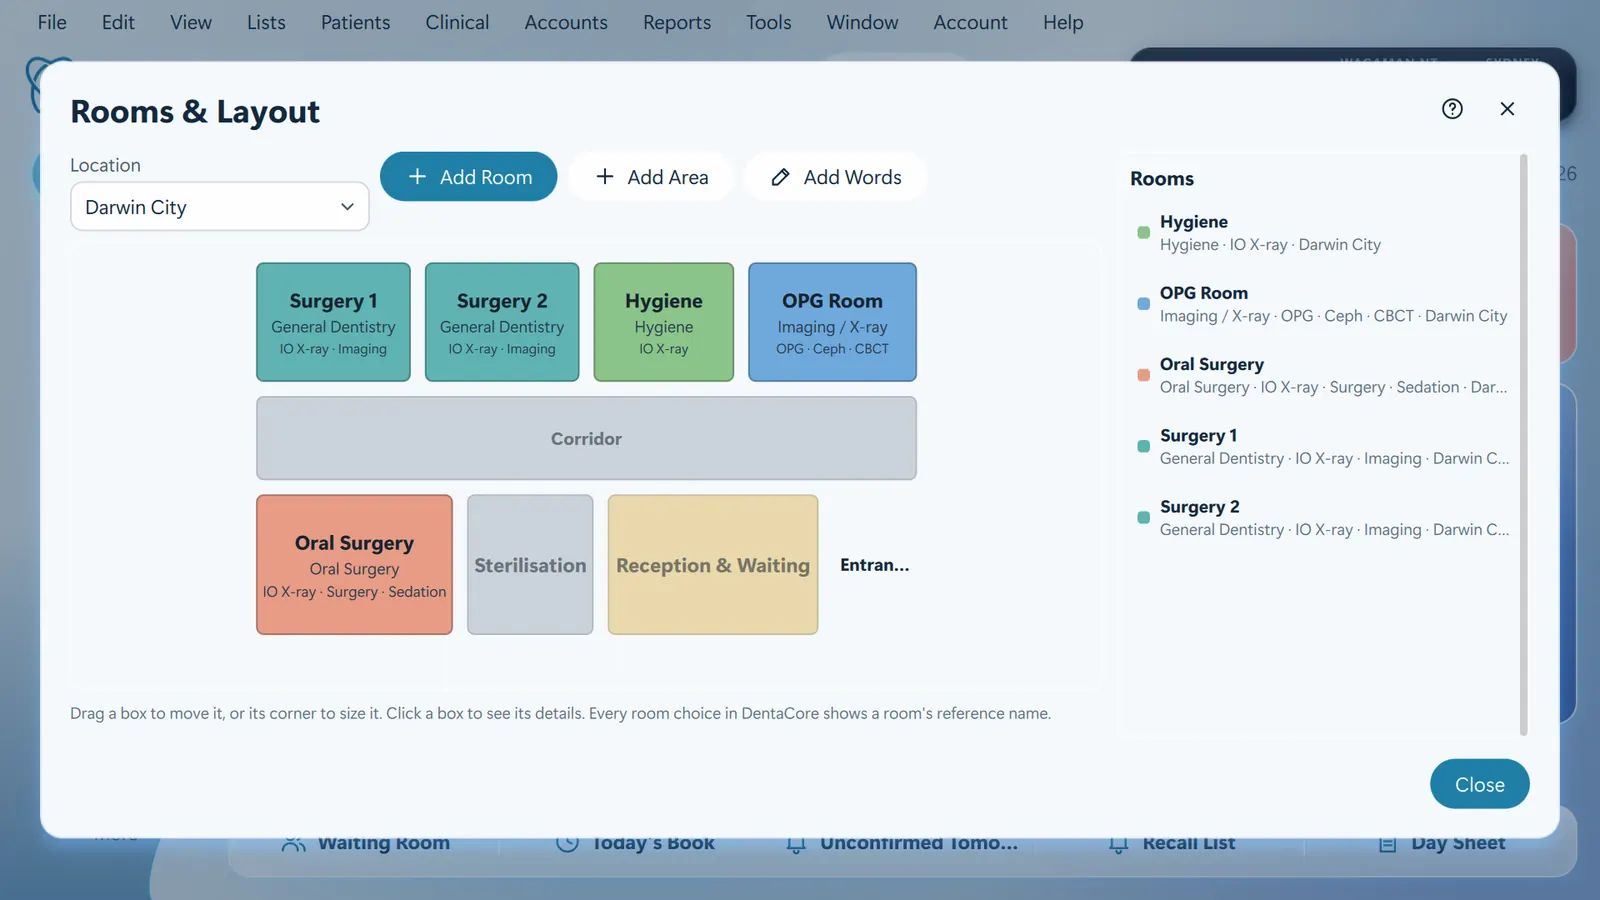 File Edit View Lists Patients Clinical Accounts Reports Tools Window Account Help
Rooms & Layout
Location
Darwin City
Add Room
Add Area
Add Words
Surgery 1
General Dentistry
IO X-ray · Imaging
Surgery 2
General Dentistry
IO X-ray · Imaging
Hygiene
Hygiene
IO X-ray
OPG Room
Imaging / X-ray
OPG · Ceph · CBCT
Corridor
Oral Surgery
Oral Surgery
IO X-ray · Surgery · Sedation
Sterilisation
Reception & Waiting
Entran...
Drag a box to move it, or its corner to size it. Click a box to see its details. Every room choice in DentaCore shows a room's reference name.
Rooms
Hygiene
Hygiene · IO X-ray · Darwin City
OPG Room
Imaging / X-ray · OPG · Ceph · CBCT · Darwin City
Oral Surgery
Oral Surgery · IO X-ray · Surgery · Sedation · Dar...
Surgery 1
General Dentistry · IO X-ray · Imaging · Darwin C...
Surgery 2
General Dentistry · IO X-ray · Imaging · Darwin C...
Close
26
Waiting Room
Today's Book
Unconfirmed Tomo...
Recall List
Day Sheet